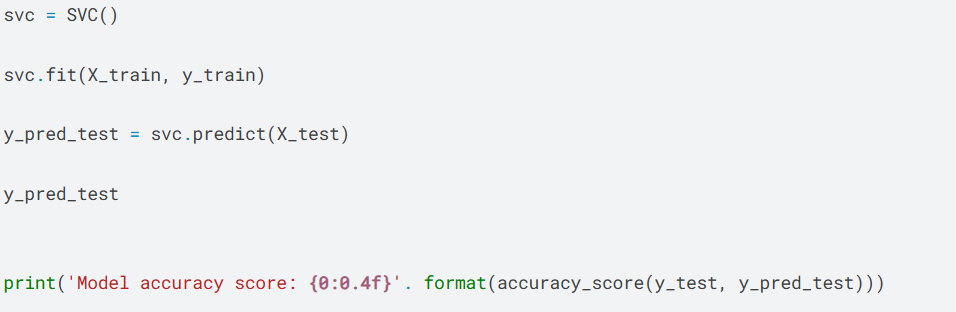 svc = SVC()
svc.fit(X_train, y_train)
y_pred_test = svc.predict(X_test)
y_pred_test
print('Model accuracy score: {0:0.4f}'. format(accuracy_score(y_test, y_pred_test)))